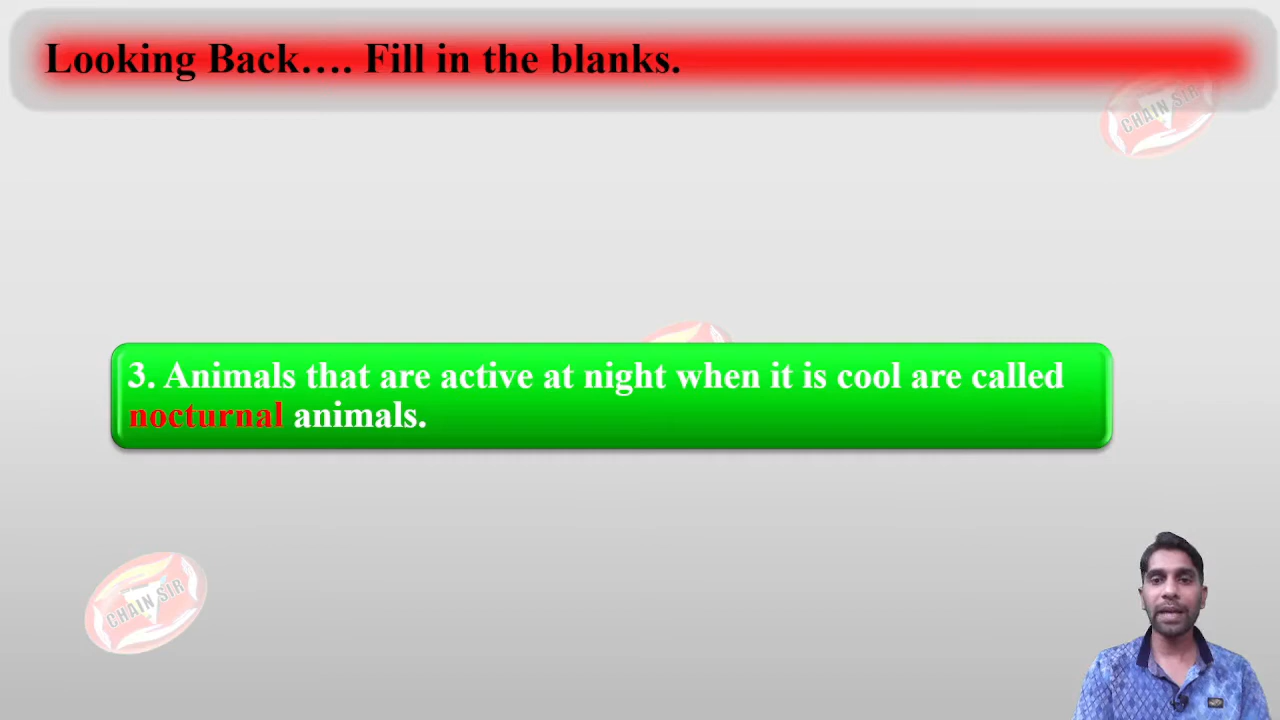 Looking Back…. Fill in the blanks.
CHAIN SIR
3. Animals that are active at night when it is cool are called
nocturnal animals.
CHAIN SIR